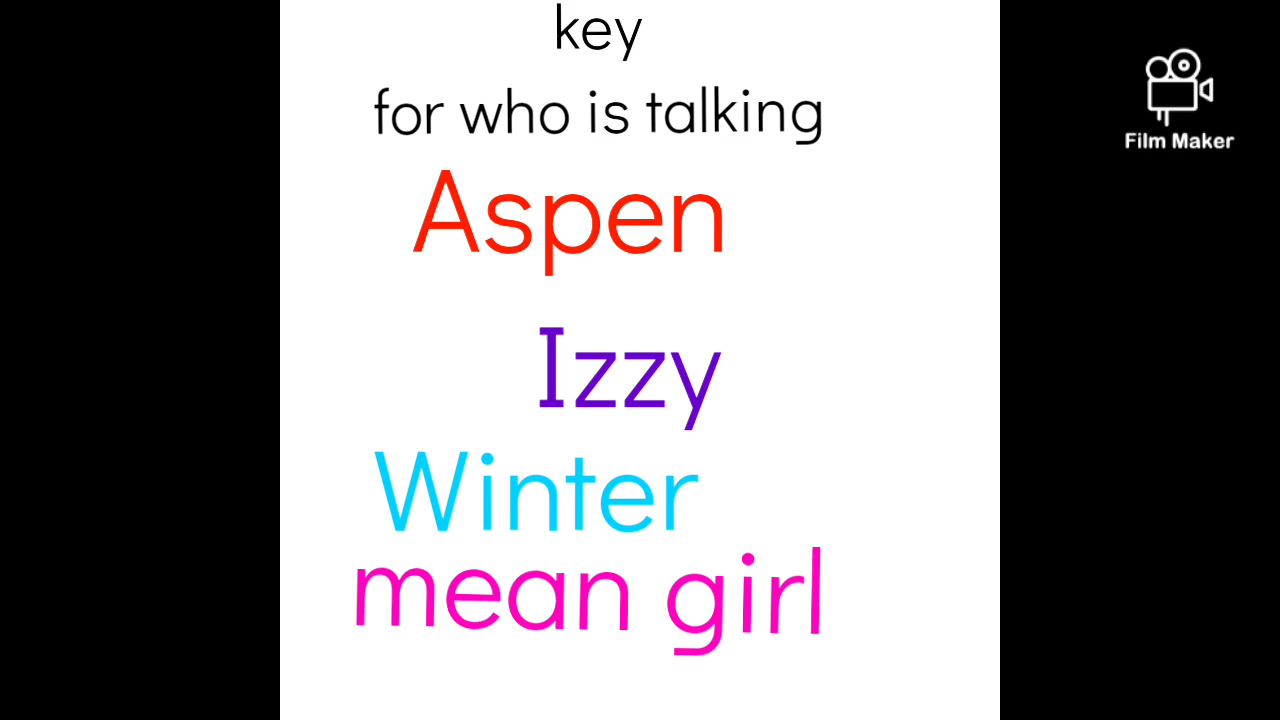 key
for who is talking
Aspen
Izzy
Winter
mean girl
Film Maker